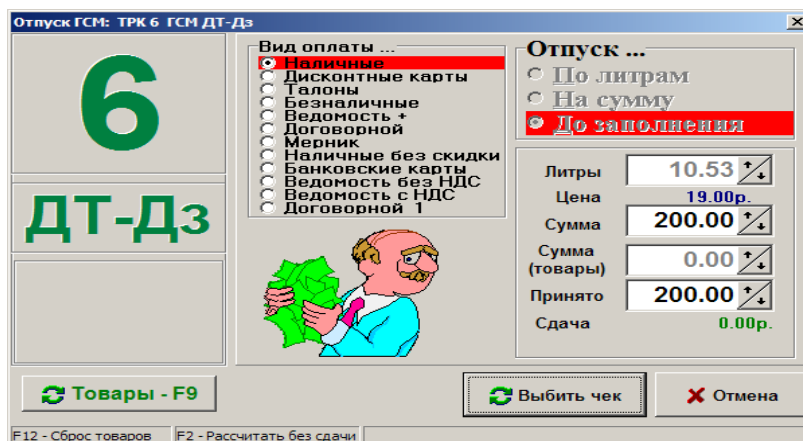 Отпуск ГСМ: ТРК 6 ГСМ ДТ-Дз
6
ДТ-Дз
Вид оплаты ...
Наличные
Дисконтные карты
Талоны
Безналичные
Ведомость +
Договорной
Мерник
Наличные без скидки
Банковские карты
Ведомость без НДС
Ведомость с НДС
Договорной 1
Отпуск ...
По литрам
На сумму
До заполнения
Литры 10.53
Цена 19.00р.
Сумма 200.00
Сумма (товары) 0.00
Принято 200.00
Сдача 0.00р.
Товары - F9
Выбить чек
Отмена
F12 - Сброс товаров F2 - Рассчитать без сдачи